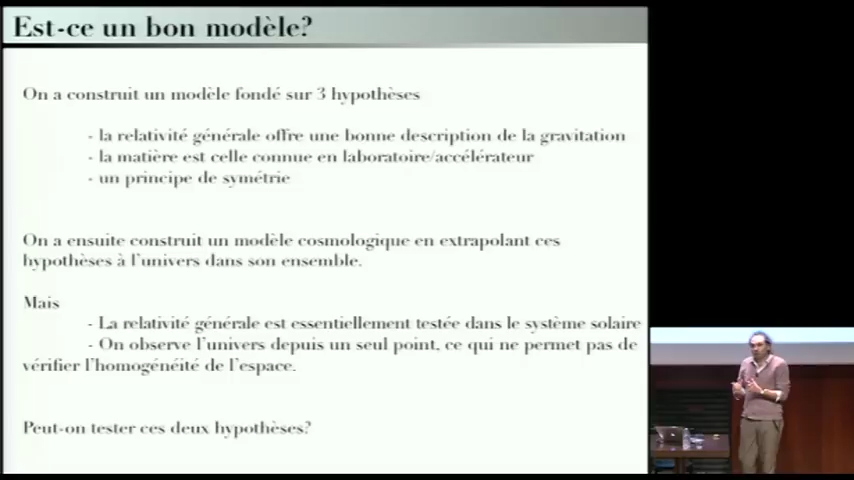 Est-ce un bon modèle?
On a construit un modèle fondé sur 3 hypothèses
- la relativité générale offre une bonne description de la gravitation
- la matière est celle connue en laboratoire/accélérateur
- un principe de symétrie
On a ensuite construit un modèle cosmologique en extrapolant ces
hypothèses à l'univers dans son ensemble.
Mais
- La relativité générale est essentiellement testée dans le système solaire
- On observe l'univers depuis un seul point, ce qui ne permet pas de
vérifier l'homogénéité de l'espace.
Peut-on tester ces deux hypothèses?